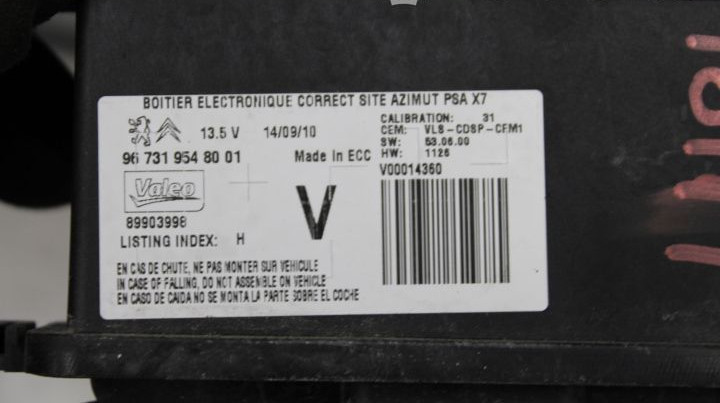 BOITIER ELECTRONIQUE CORRECT SITE AZIMUT PSA X7
13.5 V 14/09/10
CALIBRATION: 31
CEM: VLS-CDSP-CFM1
SW: 53.06.00
HW: 1126
96 731 954 80 01 Made in ECC
V00014360
Valeo
89903998
LISTING INDEX: H
V
EN CAS DE CHUTE, NE PAS MONTER SUR VEHICULE
IN CASE OF FALLING, DO NOT ASSEMBLE ON VEHICLE
EN CASO DE CAIDA NO SE MONTA LA PARTE SOBRE EL COCHE